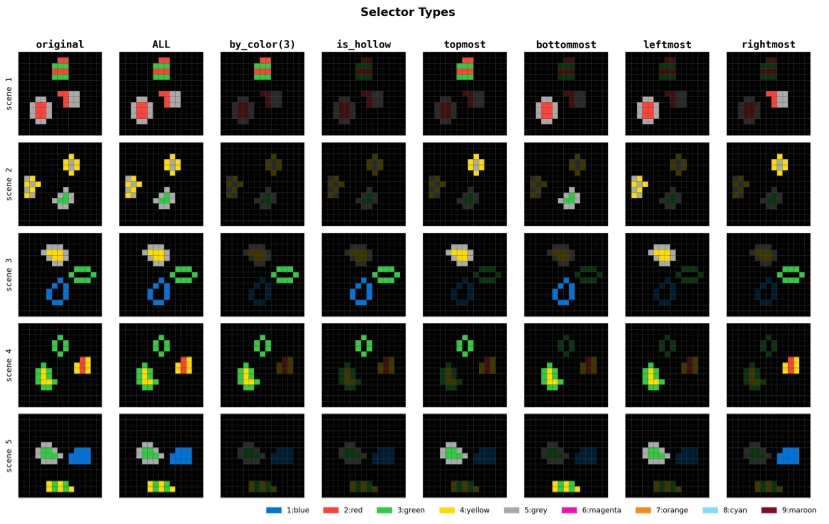 Selector Types
original ALL by_color(3) is_hollow topmost bottommost leftmost rightmost
scene 1
scene 2
scene 3
scene 4
scene 5
1:blue 2:red 3:green 4:yellow 5:grey 6:magenta 7:orange 8:cyan 9:maroon